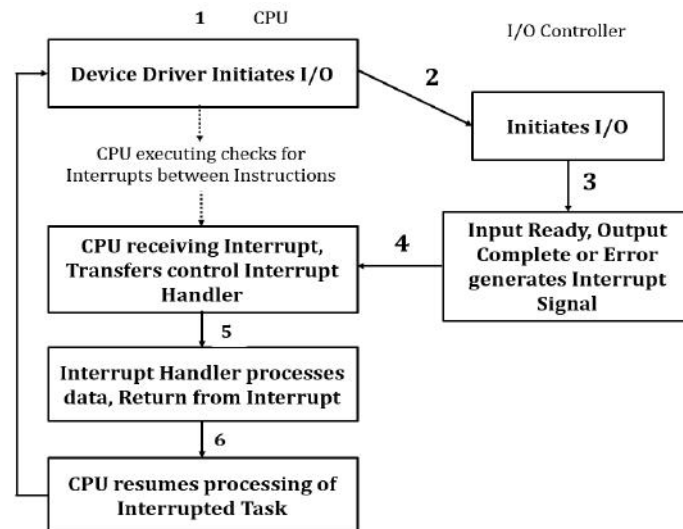 1 CPU
I/O Controller
Device Driver Initiates I/O
2
Initiates I/O
CPU executing checks for
Interrupts between Instructions
3
CPU receiving Interrupt,
Transfers control Interrupt
Handler
4
Input Ready, Output
Complete or Error
generates Interrupt
Signal
5
Interrupt Handler processes
data, Return from Interrupt
6
CPU resumes processing of
Interrupted Task